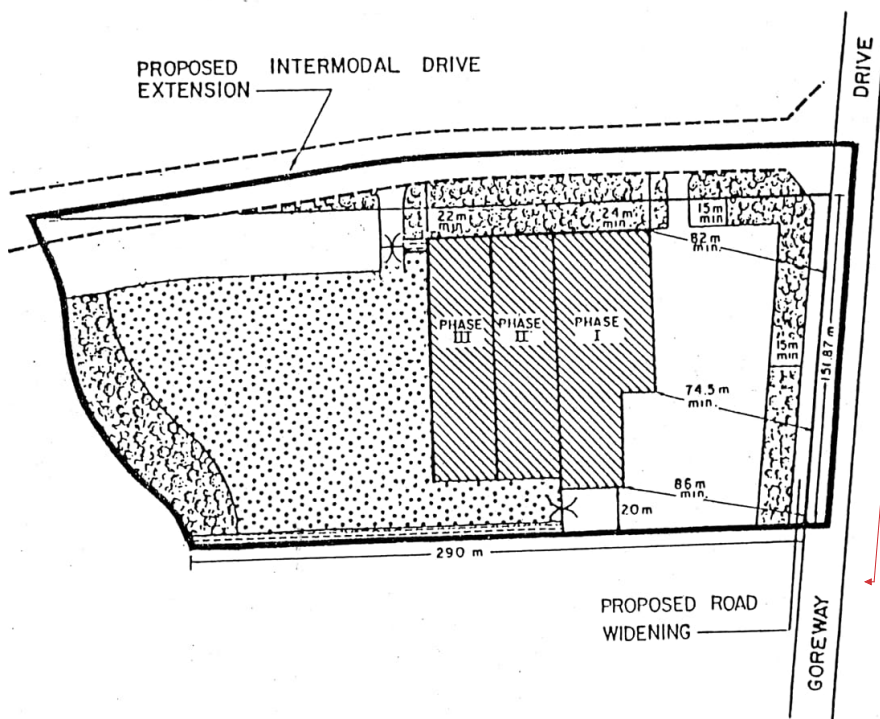 PROPOSED INTERMODAL DRIVE
EXTENSION
DRIVE
22m
min.
24m
min.
15m
min
82m
min.
PHASE
III
PHASE
II
PHASE
I
15m
min
151.87 m
74.5m
min.
86m
min.
20m
290 m
PROPOSED ROAD
WIDENING
GOREWAY